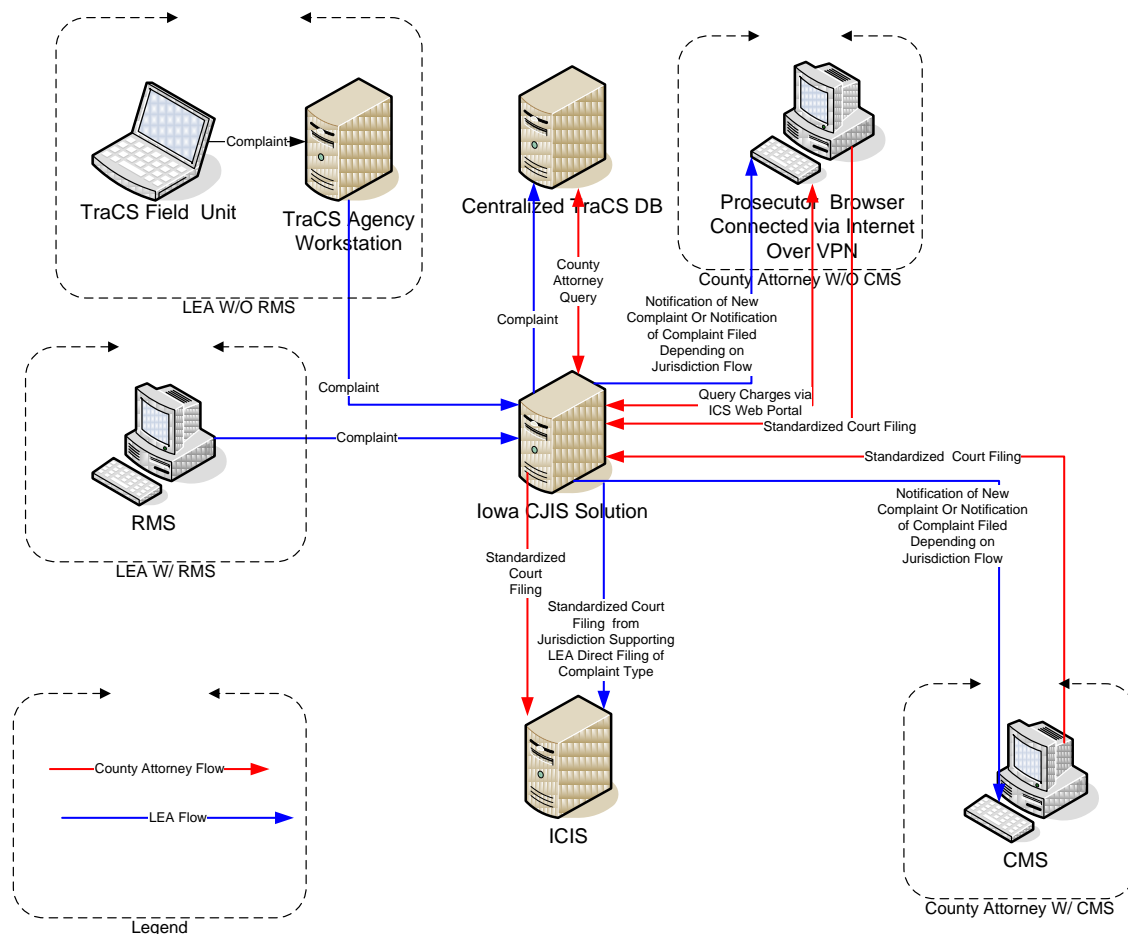 Complaint
TraCS Field  Unit
TraCS Agency
Workstation
LEA W/O RMS
Centralized TraCS DB
Prosecutor  Browser
Connected via Internet
Over VPN
County Attorney W/O CMS
County
Attorney
Query
Complaint
Notification of New
Complaint Or Notification
of Complaint Filed
Depending on
Jurisdiction Flow
Complaint
Query Charges via
ICS Web Portal
Standardized Court Filing
Complaint
RMS
LEA W/ RMS
Iowa CJIS Solution
Standardized  Court Filing
Notification of New
Complaint Or Notification
of Complaint Filed
Depending on
Jurisdiction Flow
Standardized
Court
Filing
Standardized Court
Filing  from
Jurisdiction Supporting
LEA Direct Filing of
Complaint Type
ICIS
CMS
County Attorney W/ CMS
County Attorney Flow
LEA Flow
Legend